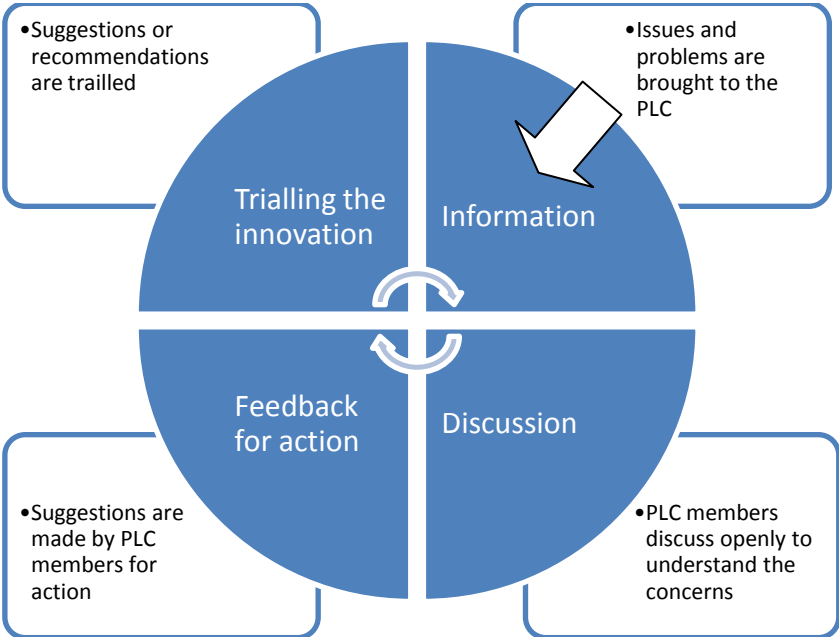 •Suggestions or
recommendations
are trailled
•Issues and
problems are
brought to the
PLC
Trialling the
innovation
Information
Feedback
for action
Discussion
•Suggestions are
made by PLC
members for
action
•PLC members
discuss openly to
understand the
concerns